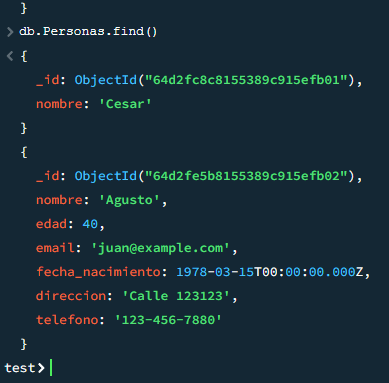 }
> db.Personas.find()
< {
_id: ObjectId("64d2fc8c8155389c915efb01"),
nombre: 'Cesar'
}
{
_id: ObjectId("64d2fe5b8155389c915efb02"),
nombre: 'Agusto',
edad: 40,
email: 'juan@example.com',
fecha_nacimiento: 1978-03-15T00:00:00.000Z,
direccion: 'Calle 123123',
telefono: '123-456-7880'
}
test>